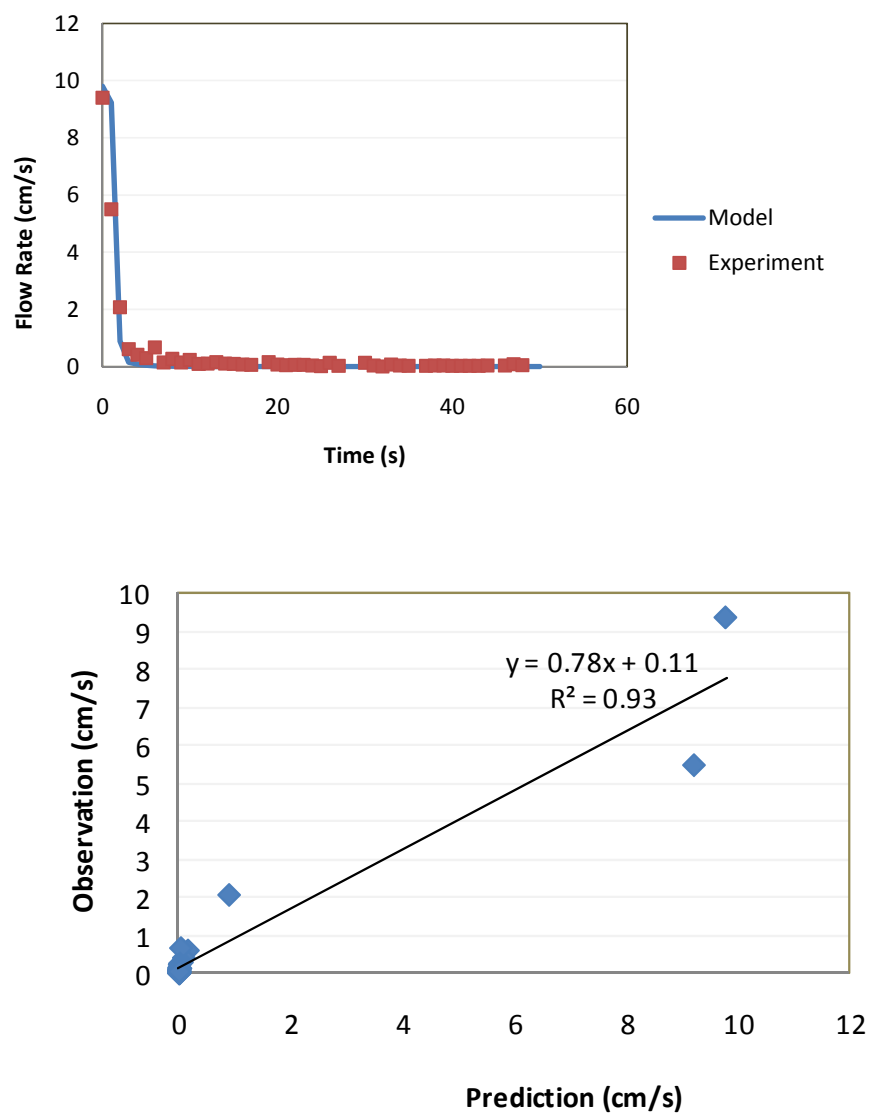 12
10
8
6
4
2
0
Flow Rate (cm/s)
0 20 40 60
Time (s)
Model
Experiment
10
9
8
7
6
5
4
3
2
1
0
Observation (cm/s)
y = 0.78x + 0.11
R² = 0.93
0 2 4 6 8 10 12
Prediction (cm/s)